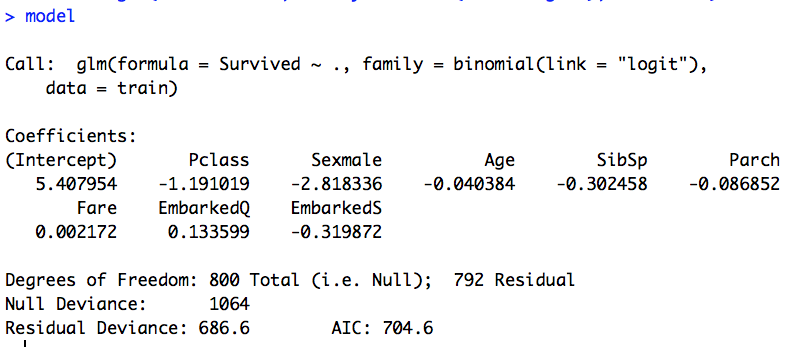 > model
Call:  glm(formula = Survived ~ ., family = binomial(link = "logit"),
    data = train)
Coefficients:
(Intercept)       Pclass      Sexmale          Age        SibSp        Parch
   5.407954    -1.191019    -2.818336    -0.040384    -0.302458    -0.086852
       Fare    EmbarkedQ    EmbarkedS
   0.002172     0.133599    -0.319872
Degrees of Freedom: 800 Total (i.e. Null);  792 Residual
Null Deviance:      1064
Residual Deviance: 686.6        AIC: 704.6